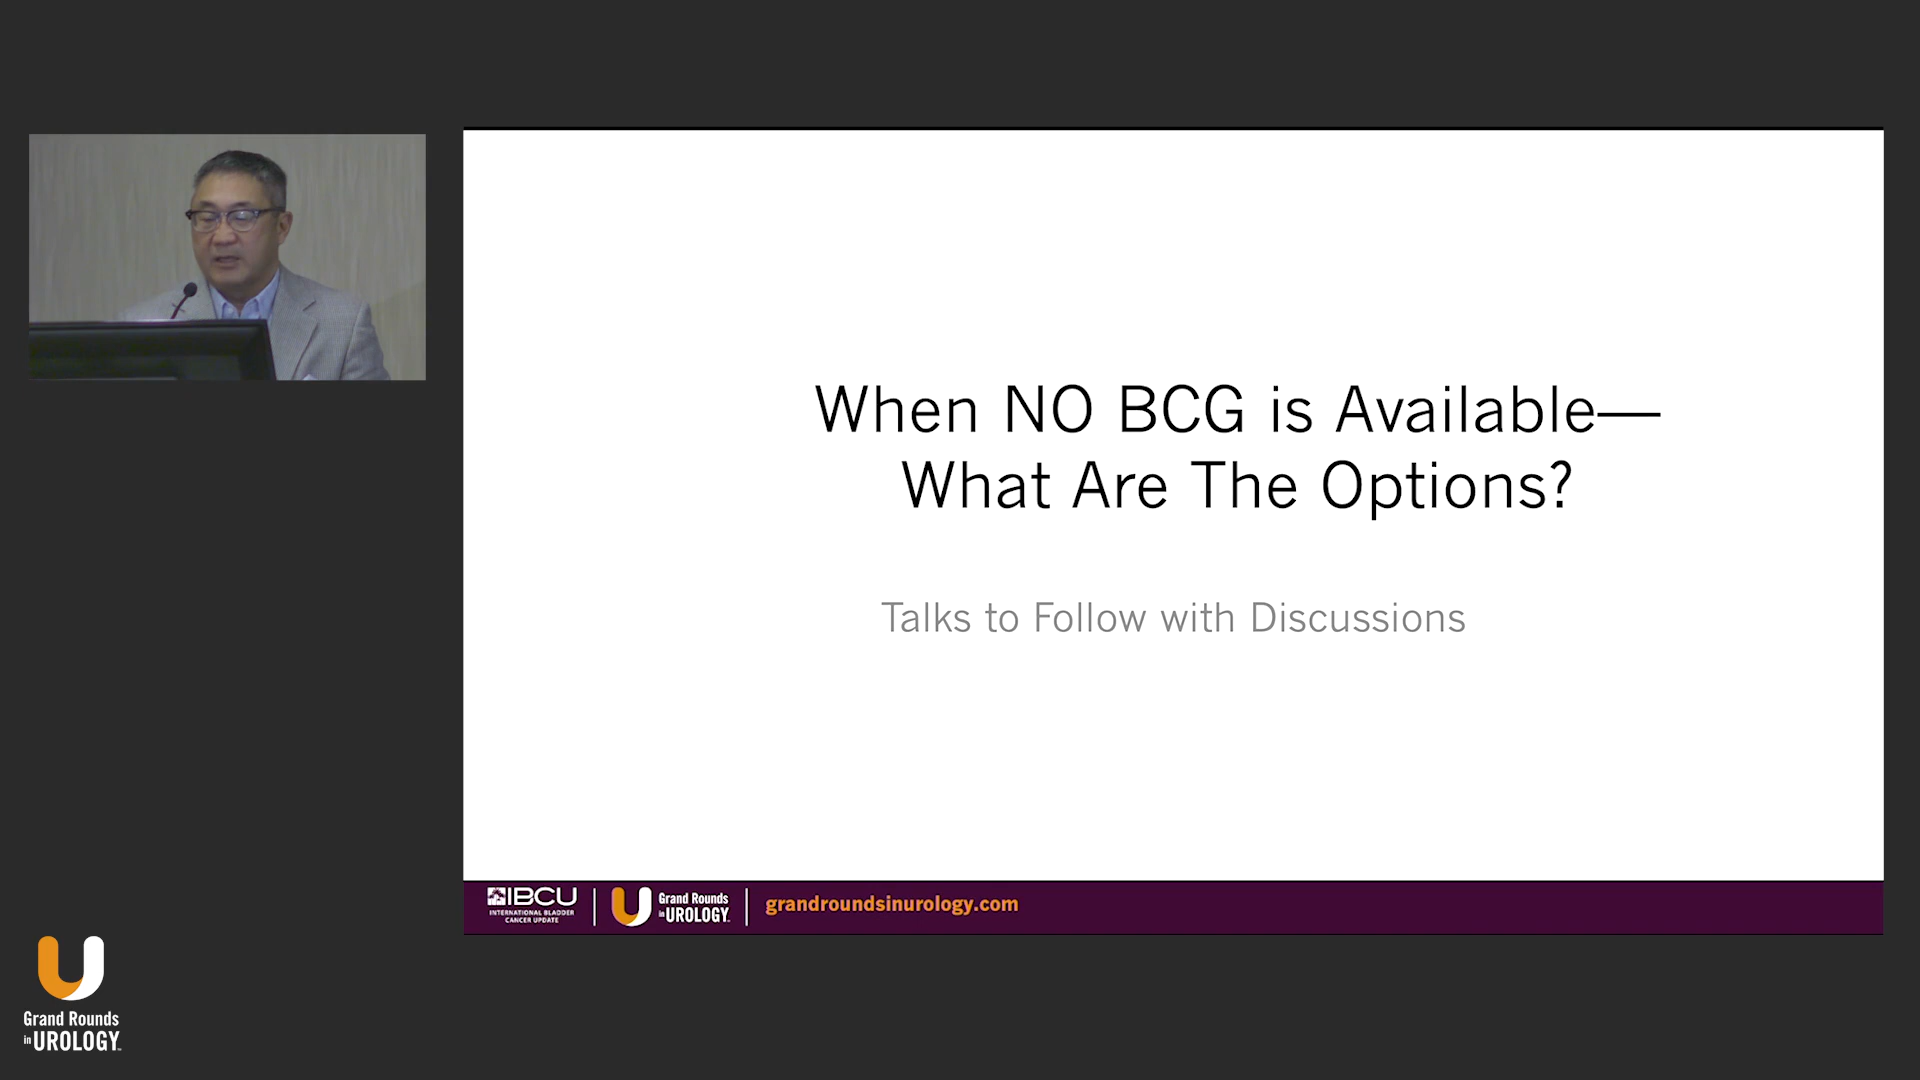 When NO BCG is Available—
What Are The Options?
Talks to Follow with Discussions
IBCU
INTERNATIONAL BLADDER
CANCER UPDATE
Grand Rounds
in UROLOGY
grandroundsinurology.com
Grand Rounds
in UROLOGY